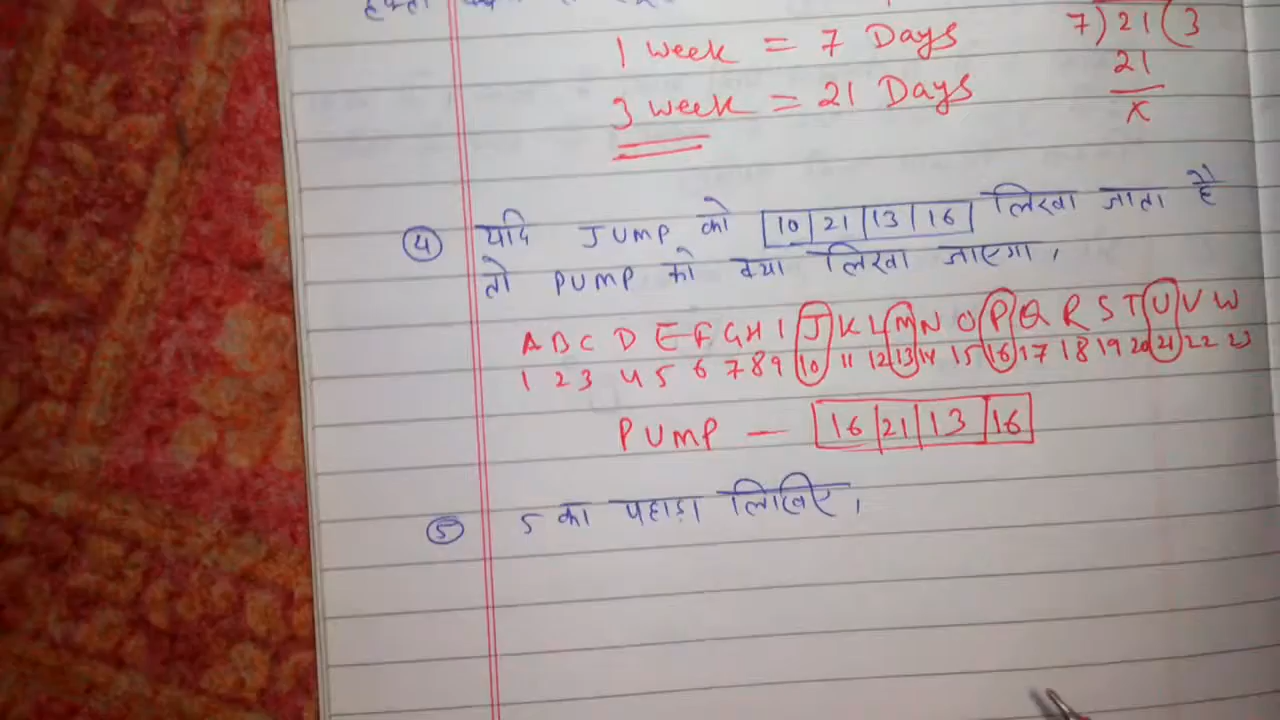 1 week = 7 Days
7) 21 ( 3
3 week = 21 Days
21
x
④ यदि JUMP को 10 | 21 | 13 | 16 लिखा जाता है
तो PUMP को क्या लिखा जाएगा,
A B C D E F G H I J K L M N O P Q R S T U V W
1 2 3 4 5 6 7 8 9 10 11 12 13 14 15 16 17 18 19 20 21 22 23
PUMP — 16 | 21 | 13 | 16
⑤ 5 का पहाड़ा लिखिए।